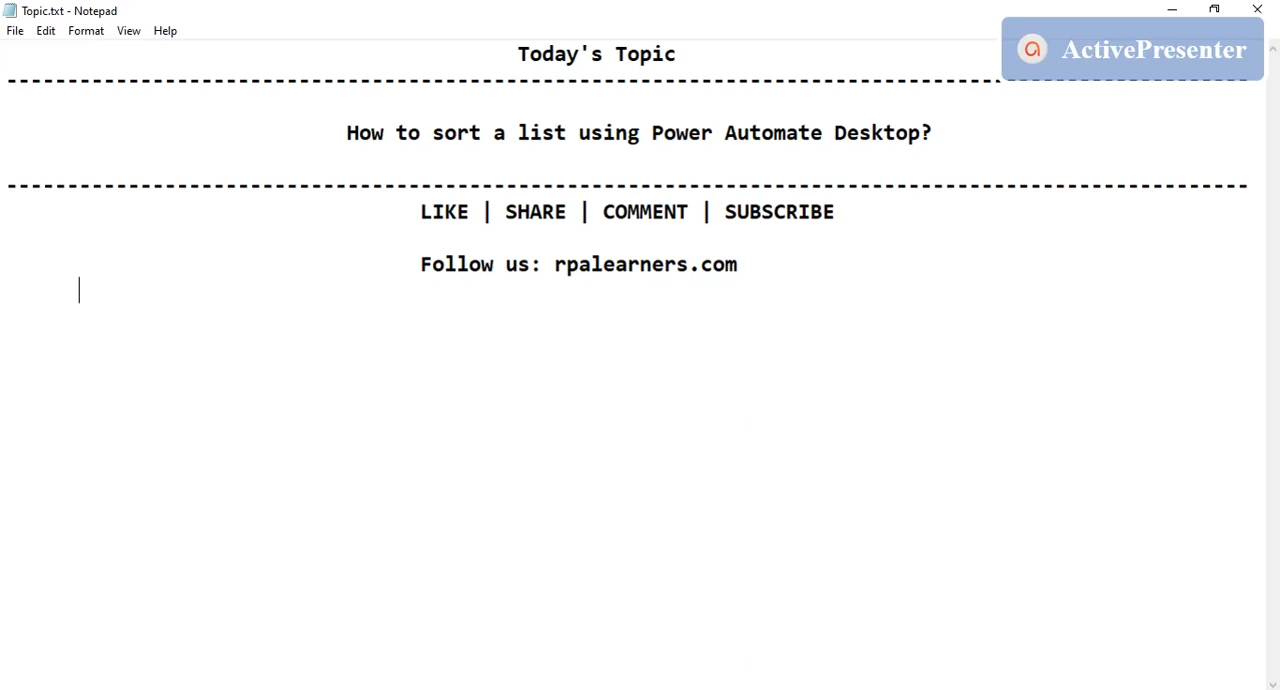 Topic.txt - Notepad
File Edit Format View Help
ActivePresenter
Today's Topic
-------------------------------------------------------------------------------------------------------
How to sort a list using Power Automate Desktop?
-------------------------------------------------------------------------------------------------------
LIKE | SHARE | COMMENT | SUBSCRIBE
Follow us: rpalearners.com